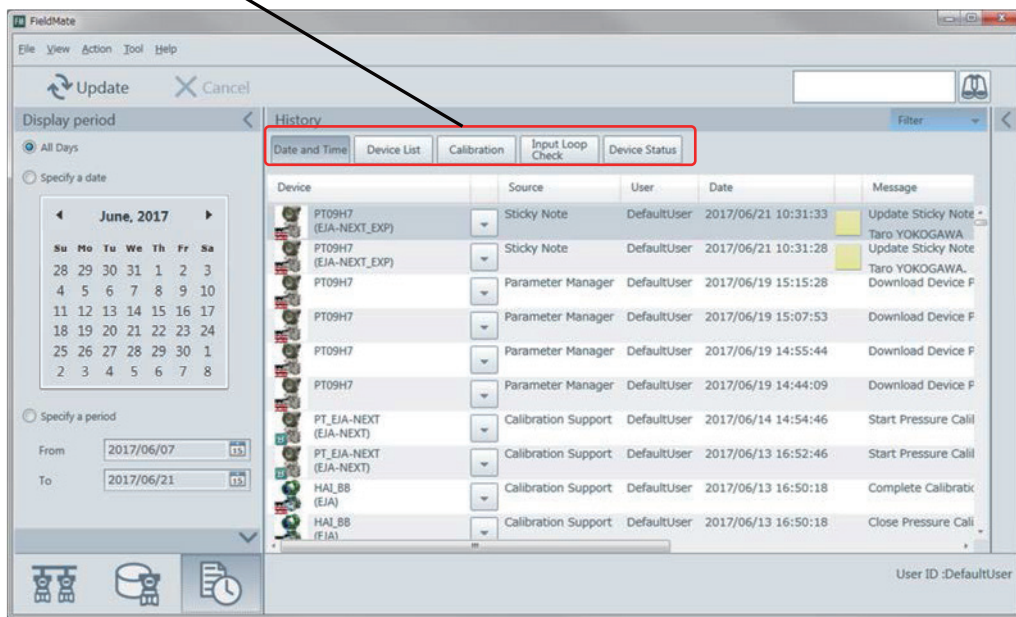 FieldMate
File View Action Tool Help
Update Cancel
Display period
All Days
Specify a date
June, 2017
Su Mo Tu We Th Fr Sa
28 29 30 31 1 2 3
4 5 6 7 8 9 10
11 12 13 14 15 16 17
18 19 20 21 22 23 24
25 26 27 28 29 30 1
2 3 4 5 6 7 8
Specify a period
From 2017/06/07 15
To 2017/06/21 15
History Filter
Date and Time Device List Calibration Input Loop Check Device Status
Device Source User Date Message
PT09H7 Sticky Note DefaultUser 2017/06/21 10:31:33 Update Sticky Note
(EJA-NEXT_EXP) Taro YOKOGAWA
PT09H7 Sticky Note DefaultUser 2017/06/21 10:31:28 Update Sticky Note
(EJA-NEXT_EXP) Taro YOKOGAWA.
PT09H7 Parameter Manager DefaultUser 2017/06/19 15:15:28 Download Device P
PT09H7 Parameter Manager DefaultUser 2017/06/19 15:07:53 Download Device P
PT09H7 Parameter Manager DefaultUser 2017/06/19 14:55:44 Download Device P
PT09H7 Parameter Manager DefaultUser 2017/06/19 14:44:09 Download Device P
PT_EJA-NEXT Calibration Support DefaultUser 2017/06/14 14:54:46 Start Pressure Cali
(EJA-NEXT)
PT_EJA-NEXT Calibration Support DefaultUser 2017/06/13 16:52:46 Start Pressure Cali
(EJA-NEXT)
HAI_BB Calibration Support DefaultUser 2017/06/13 16:50:18 Complete Calibratic
(EJA)
HAI_BB Calibration Support DefaultUser 2017/06/13 16:50:18 Close Pressure Cali
(EJA)
User ID :DefaultUser